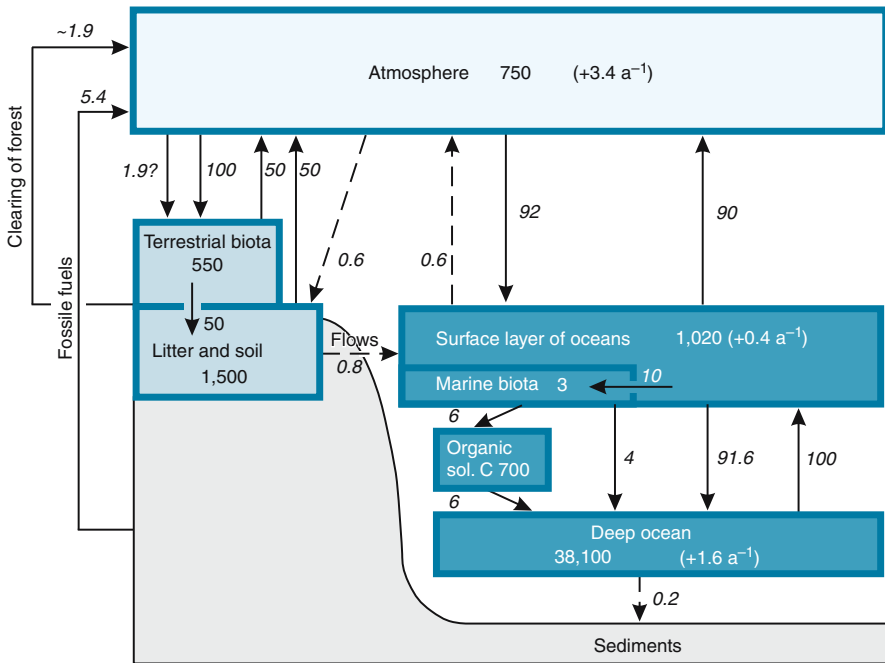 ~1.9
Atmosphere 750 (+3.4 a⁻¹)
5.4
Clearing of forest
Fossile fuels
1.9?
100
50
50
0.6
0.6
92
90
Terrestrial biota
550
50
Litter and soil
1,500
Flows
0.8
Surface layer of oceans 1,020 (+0.4 a⁻¹)
Marine biota 3
10
6
Organic
sol. C 700
6
4
91.6
100
Deep ocean
38,100 (+1.6 a⁻¹)
0.2
Sediments